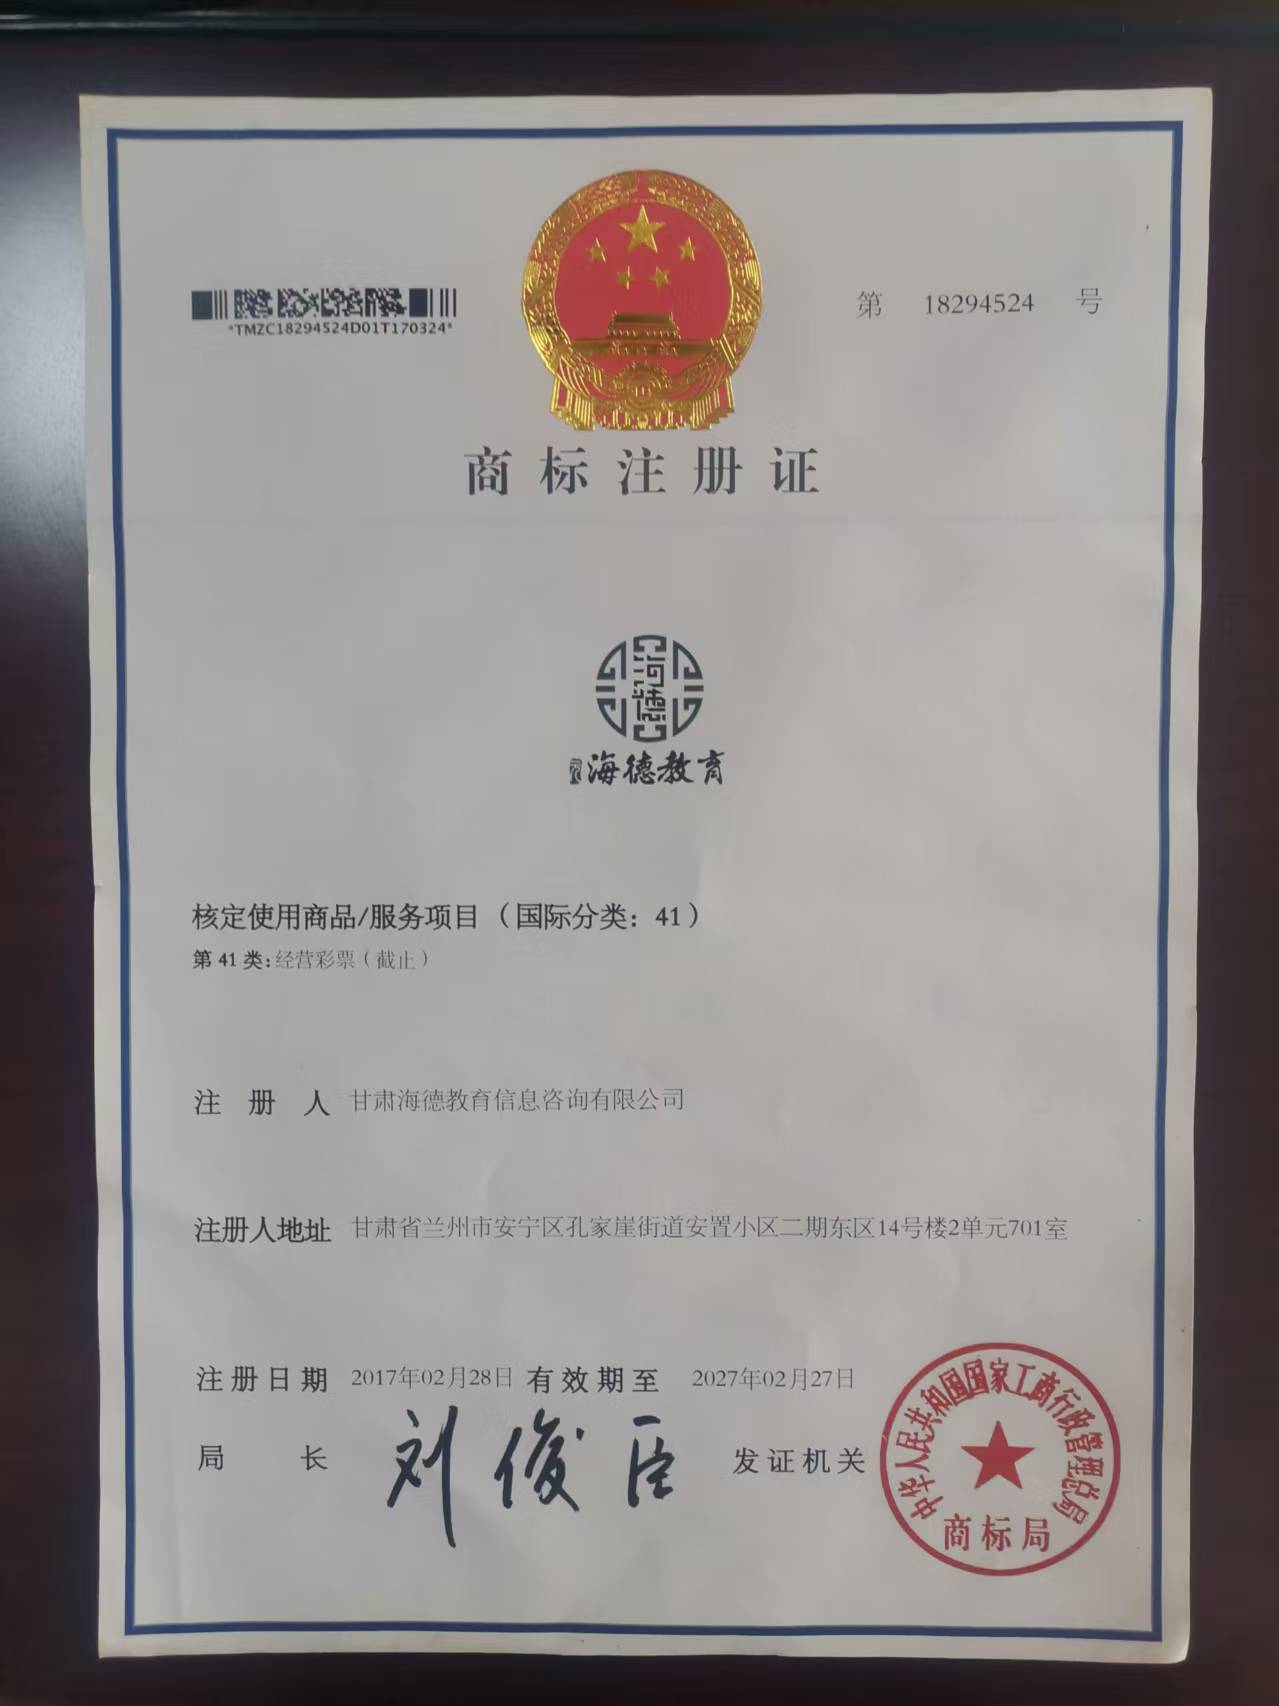 *TMZC18294524D01T170324*
第 18294524 号
商标注册证
海德
海德教育
核定使用商品/服务项目（国际分类：41）
第 41 类: 经营彩票（截止）
注册人 甘肃海德教育信息咨询有限公司
注册人地址 甘肃省兰州市安宁区孔家崖街道安置小区二期东区14号楼2单元701室
注册日期 2017年02月28日 有效期至 2027年02月27日
局长 刘俊臣 发证机关
中华人民共和国国家工商行政管理总局
商标局